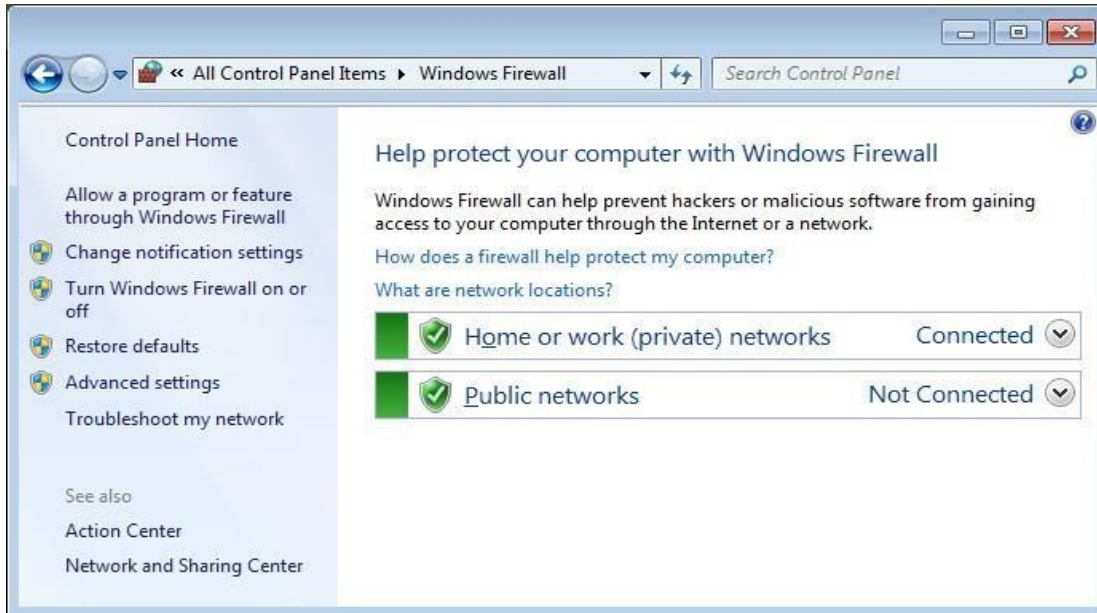 « All Control Panel Items ▸ Windows Firewall
Search Control Panel
Control Panel Home
Allow a program or feature
through Windows Firewall
Change notification settings
Turn Windows Firewall on or
off
Restore defaults
Advanced settings
Troubleshoot my network
See also
Action Center
Network and Sharing Center
Help protect your computer with Windows Firewall
Windows Firewall can help prevent hackers or malicious software from gaining
access to your computer through the Internet or a network.
How does a firewall help protect my computer?
What are network locations?
Home or work (private) networks Connected
Public networks Not Connected